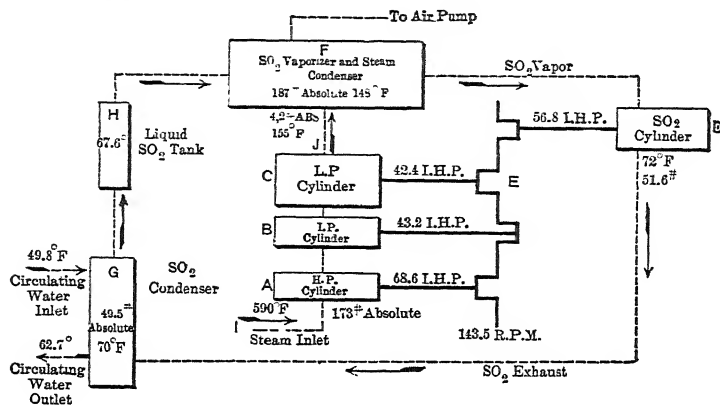 To Air Pump
F
SO2 Vaporizer and Steam
Condenser
187# Absolute 148°F
SO2 Vapor
H
67.6°
Liquid
SO2 Tank
4.2# ABS
155°F
J
56.8 I.H.P.
SO2
Cylinder
72°F
51.6#
C
L.P
Cylinder
42.4 I.H.P.
E
B
I.P.
Cylinder
43.2 I.H.P.
49.8°F
Circulating
Water
Inlet
G
SO2
Condenser
49.5#
Absolute
70°F
A
H.P.
Cylinder
68.6 I.H.P.
590°F
173# Absolute
Steam Inlet
143.5 R.P.M.
62.7°
Circulating
Water
Outlet
SO2 Exhaust